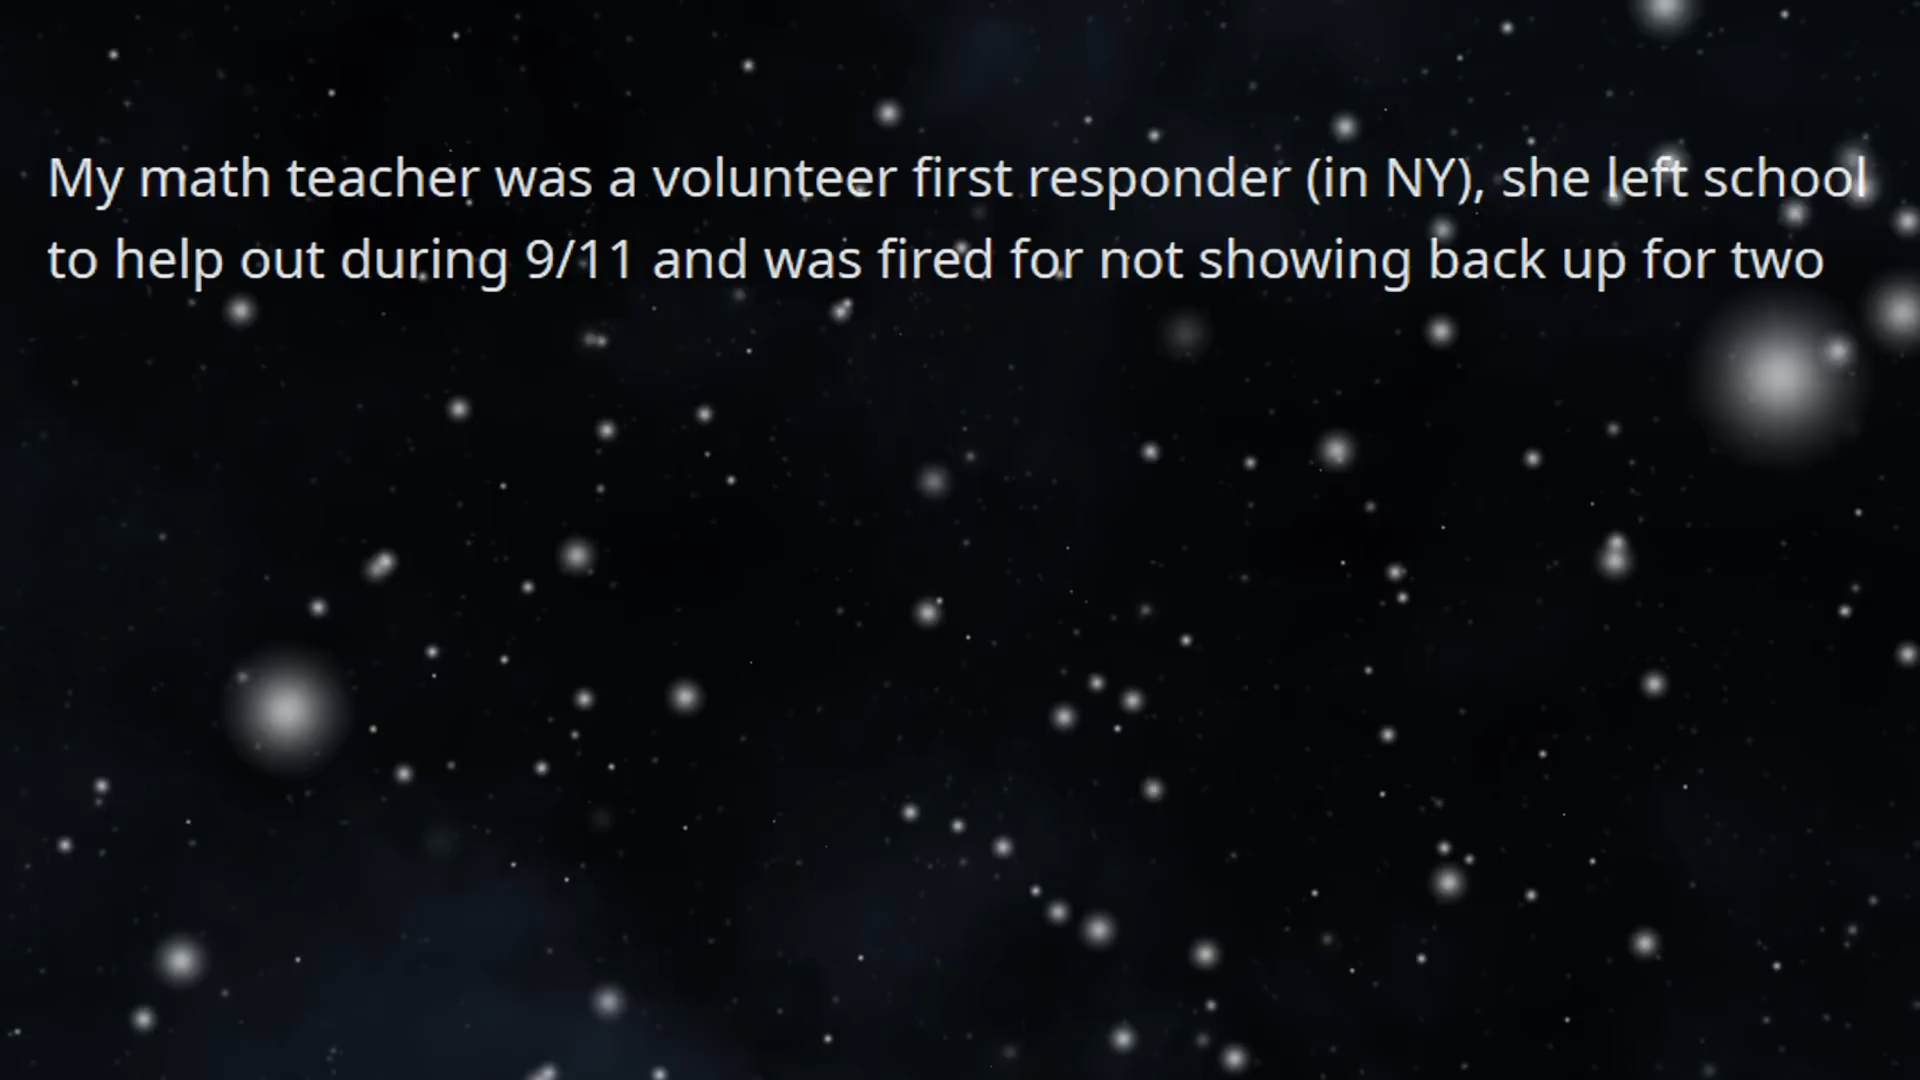 My math teacher was a volunteer first responder (in NY), she left school
to help out during 9/11 and was fired for not showing back up for two